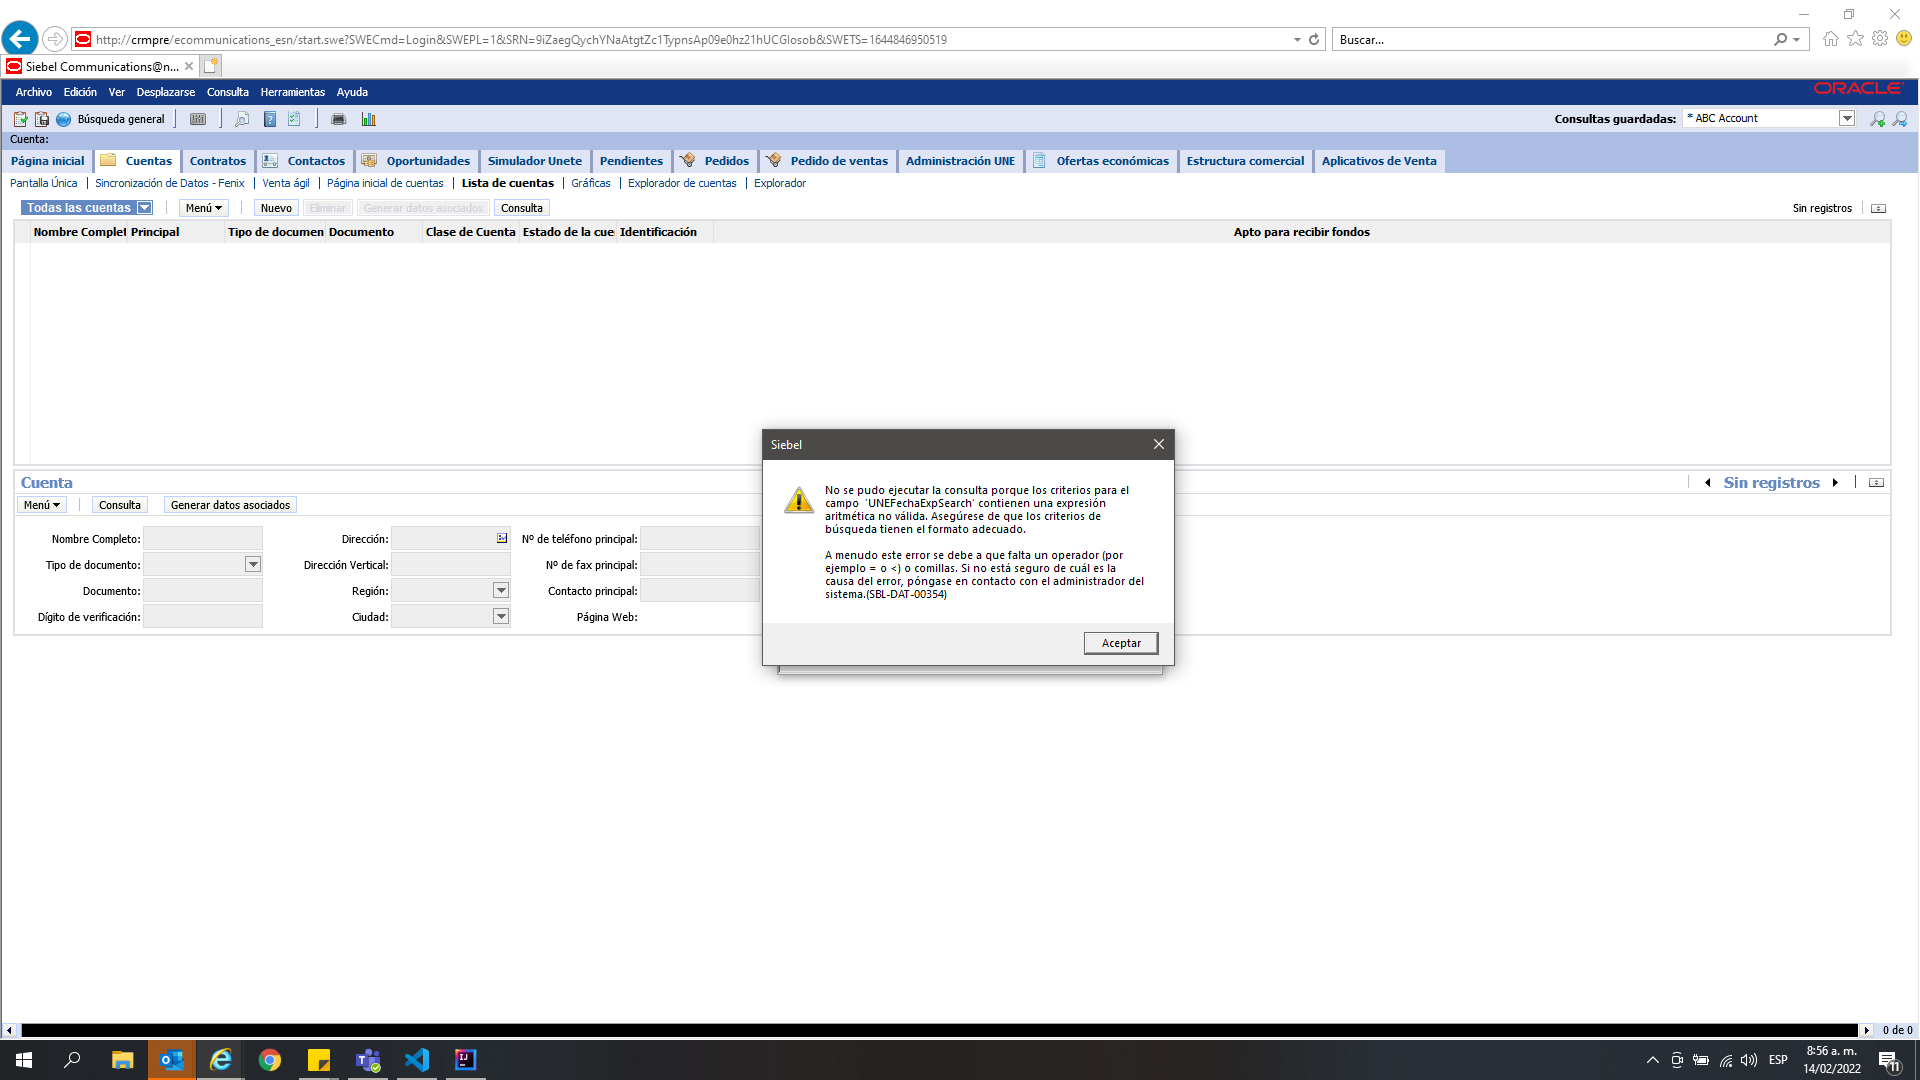 http://crmpre/ecommunications_esn/start.swe?SWECmd=Login&SWEPL=1&SRN=9iZaegQychYNaAtgtZc1TypnsAp09e0hz21hUCGIosob&SWETS=1644846950519
Buscar...
Siebel Communications@n...
Archivo Edición Ver Desplazarse Consulta Herramientas Ayuda
ORACLE
Búsqueda general
Consultas guardadas: * ABC Account
Cuenta:
Página inicial Cuentas Contratos Contactos Oportunidades Simulador Unete Pendientes Pedidos Pedido de ventas Administración UNE Ofertas económicas Estructura comercial Aplicativos de Venta
Pantalla Única Sincronización de Datos - Fenix Venta ágil Página inicial de cuentas Lista de cuentas Gráficas Explorador de cuentas Explorador
Todas las cuentas Menú Nuevo Eliminar Generar datos asociados Consulta Sin registros
Nombre Complet Principal Tipo de documen Documento Clase de Cuenta Estado de la cue Identificación Apto para recibir fondos
Siebel
No se pudo ejecutar la consulta porque los criterios para el
campo 'UNEFechaExpSearch' contienen una expresión
aritmética no válida. Asegúrese de que los criterios de
búsqueda tienen el formato adecuado.
A menudo este error se debe a que falta un operador (por
ejemplo = o <) o comillas. Si no está seguro de cuál es la
causa del error, póngase en contacto con el administrador del
sistema.(SBL-DAT-00354)
Aceptar
Cuenta
Sin registros
Menú Consulta Generar datos asociados
Nombre Completo: Dirección: Nº de teléfono principal:
Tipo de documento: Dirección Vertical: Nº de fax principal:
Documento: Región: Contacto principal:
Dígito de verificación: Ciudad: Página Web:
0 de 0
ESP
8:56 a. m.
14/02/2022
11